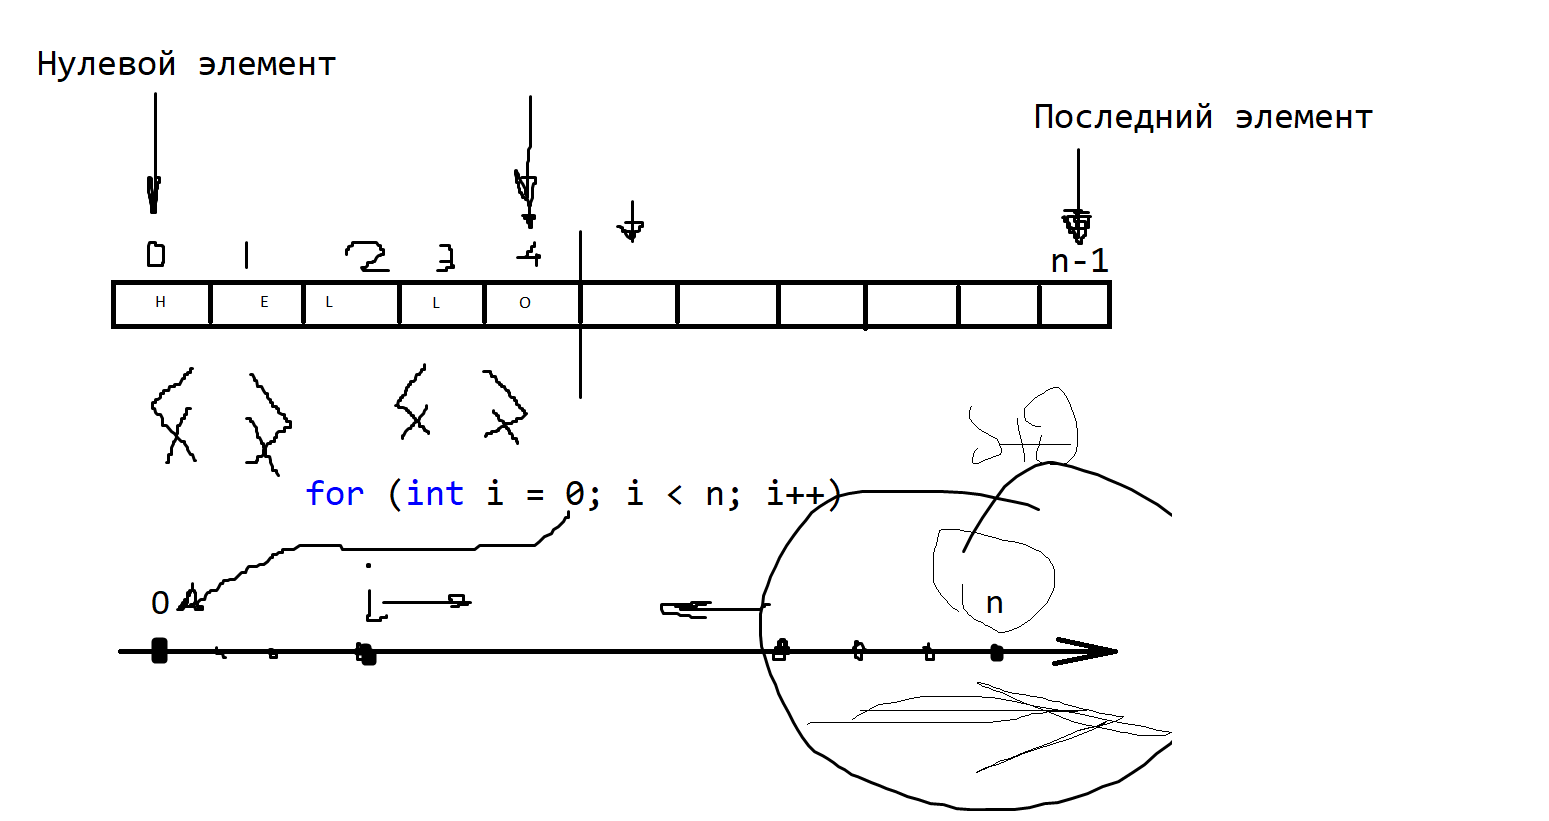 Нулевой элемент
Последний элемент
0 1 2 3 4 n-1
H E L L O
for (int i = 0; i < n; i++)
0 i n